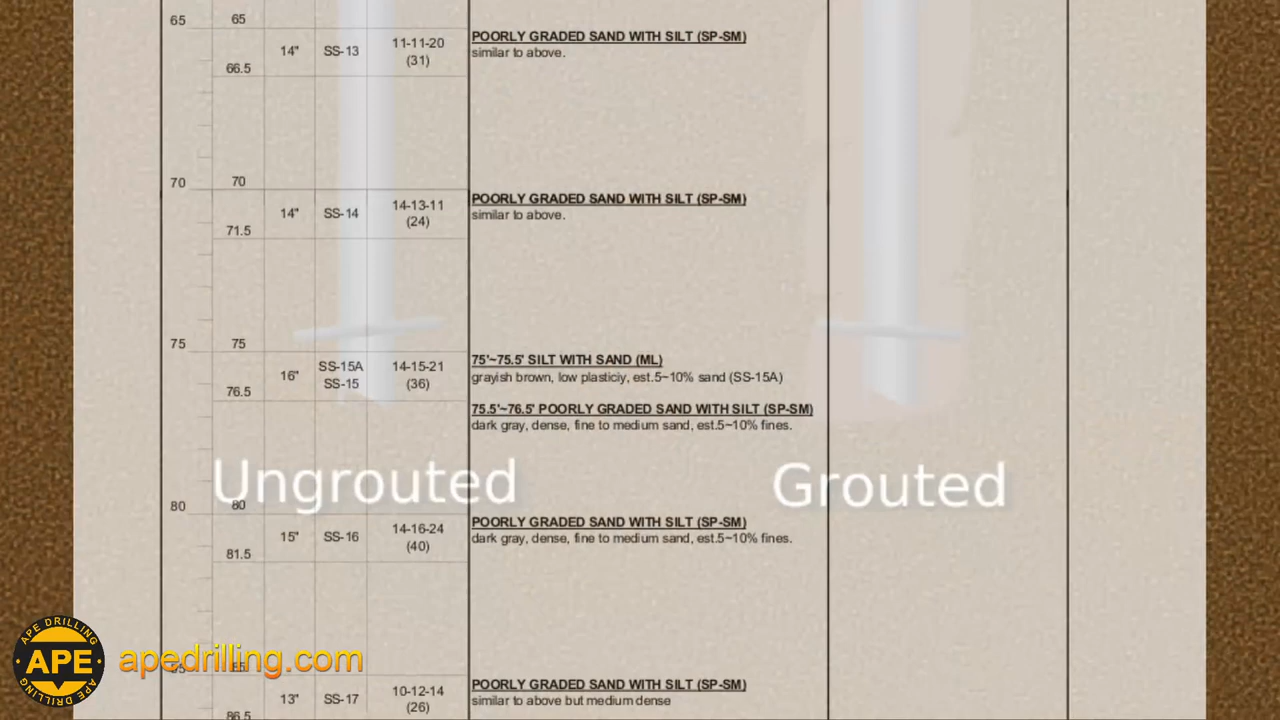 65
65
14" SS-13 11-11-20
(31)
66.5
POORLY GRADED SAND WITH SILT (SP-SM)
similar to above.
70
70
14" SS-14 14-13-11
(24)
71.5
POORLY GRADED SAND WITH SILT (SP-SM)
similar to above.
75
75
16" SS-15A
SS-15
14-15-21
(36)
76.5
75'~75.5' SILT WITH SAND (ML)
grayish brown, low plasticiy, est.5~10% sand (SS-15A)
75.5'~76.5' POORLY GRADED SAND WITH SILT (SP-SM)
dark gray, dense, fine to medium sand, est.5~10% fines.
Ungrouted
Grouted
80
80
15" SS-16 14-16-24
(40)
81.5
POORLY GRADED SAND WITH SILT (SP-SM)
dark gray, dense, fine to medium sand, est.5~10% fines.
85
85
13" SS-17 10-12-14
(26)
86.5
POORLY GRADED SAND WITH SILT (SP-SM)
similar to above but medium dense
APE DRILLING
APE
APE DRILLING
apedrilling.com